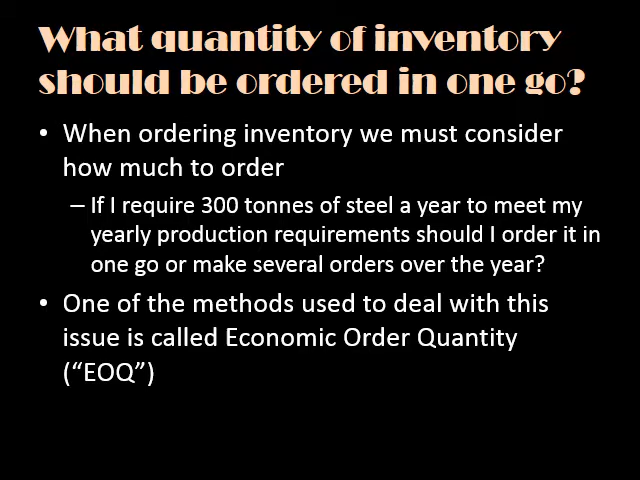 What quantity of inventory
should be ordered in one go?
• When ordering inventory we must consider
how much to order
– If I require 300 tonnes of steel a year to meet my
yearly production requirements should I order it in
one go or make several orders over the year?
• One of the methods used to deal with this
issue is called Economic Order Quantity
(“EOQ”)